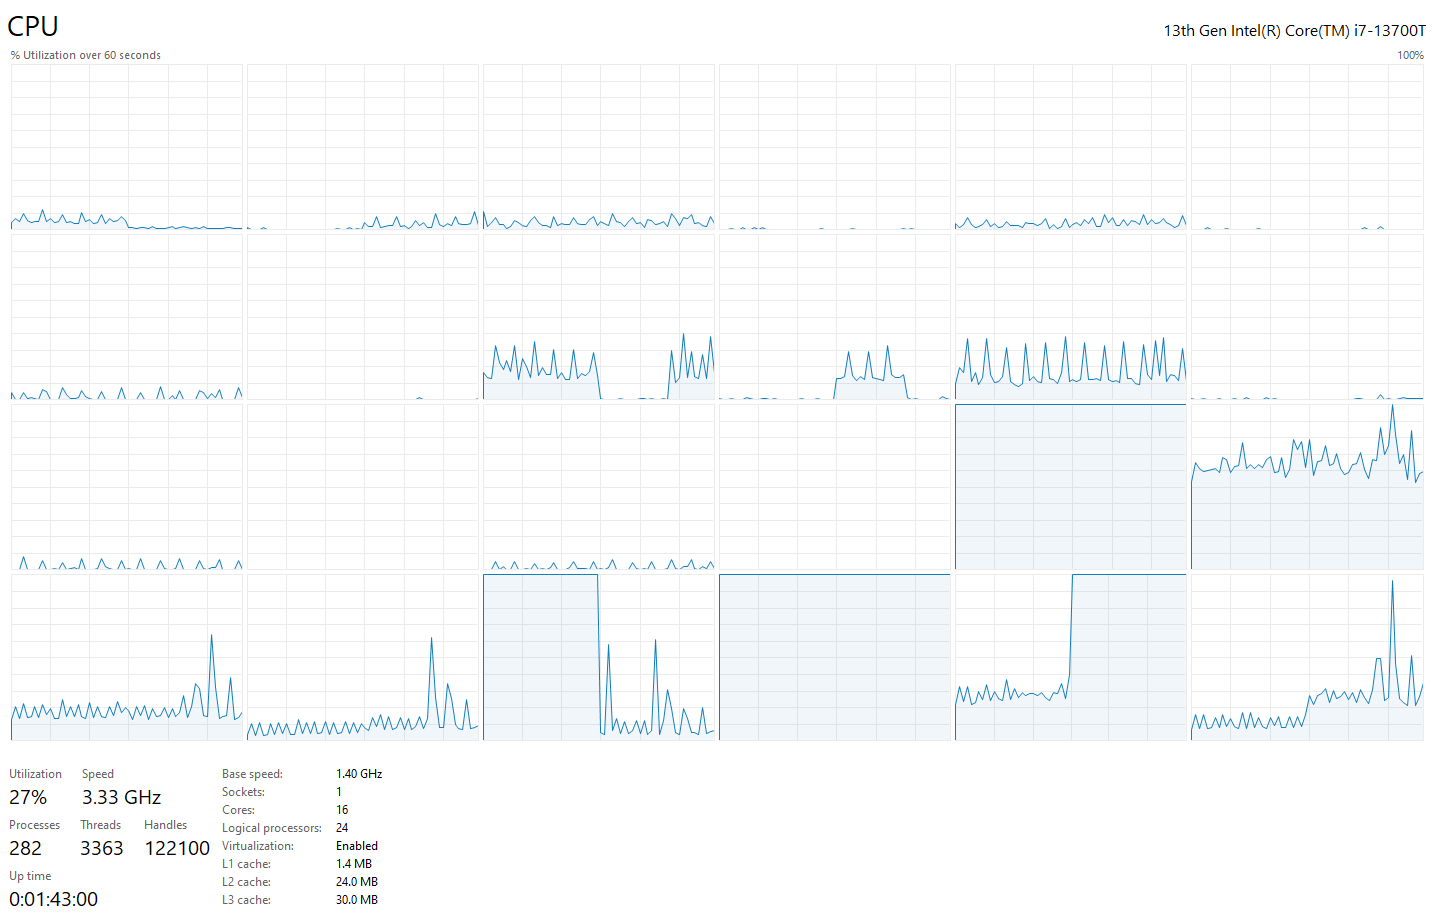 CPU
13th Gen Intel(R) Core(TM) i7-13700T
% Utilization over 60 seconds
100%
Utilization
Speed
27%
3.33 GHz
Processes
Threads
Handles
282
3363
122100
Up time
0:01:43:00
Base speed: 1.40 GHz
Sockets: 1
Cores: 16
Logical processors: 24
Virtualization: Enabled
L1 cache: 1.4 MB
L2 cache: 24.0 MB
L3 cache: 30.0 MB